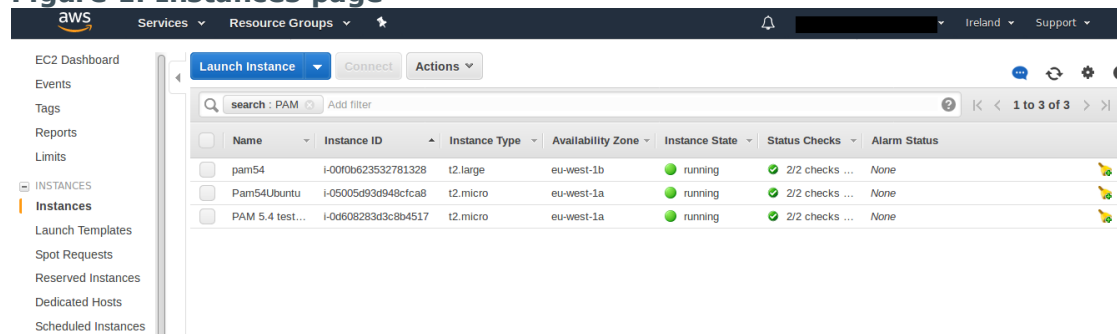 Figure 1: Instances page
aws Services Resource Groups Ireland Support
EC2 Dashboard
Events
Tags
Reports
Limits
INSTANCES
Instances
Launch Templates
Spot Requests
Reserved Instances
Dedicated Hosts
Scheduled Instances
Launch Instance Connect Actions
search : PAM Add filter 1 to 3 of 3
Name Instance ID Instance Type Availability Zone Instance State Status Checks Alarm Status
pam54 i-00f0b623532781328 t2.large eu-west-1b running 2/2 checks ... None
Pam54Ubuntu i-05005d93d948cfca8 t2.micro eu-west-1a running 2/2 checks ... None
PAM 5.4 test... i-0d608283d3c8b4517 t2.micro eu-west-1a running 2/2 checks ... None